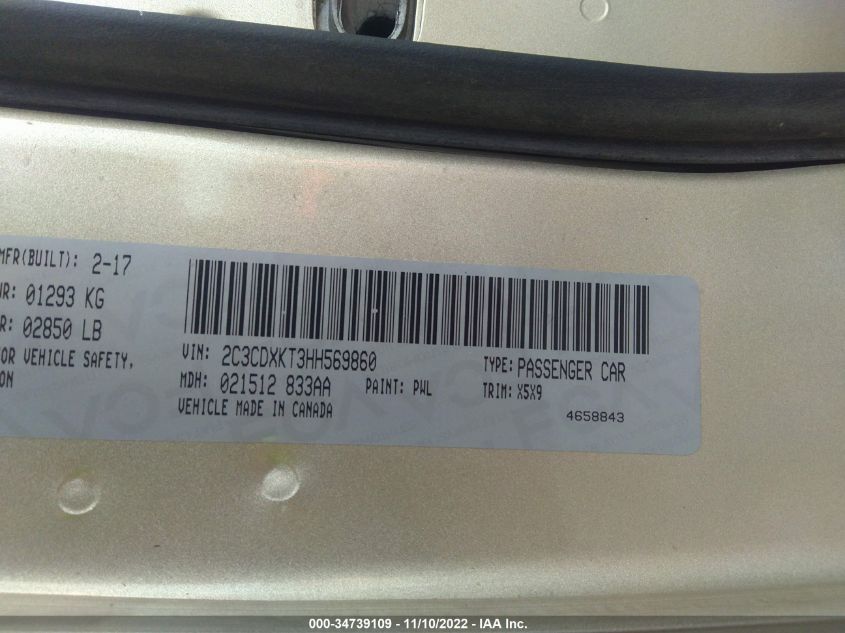 MFR(BUILT): 2-17
WR: 01293 KG
R: 02850 LB
OR VEHICLE SAFETY,
ON
VIN: 2C3CDXKT3HH569860
TYPE: PASSENGER CAR
MDH: 021512 833AA PAINT: PWL TRIM: X5X9
VEHICLE MADE IN CANADA
4658843
000-34739109 - 11/10/2022 - IAA Inc.